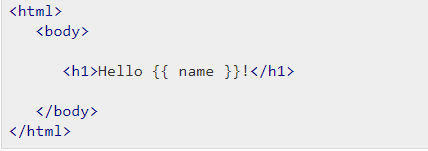 <html>
<body>
<h1>Hello {{ name }}!</h1>
</body>
</html>